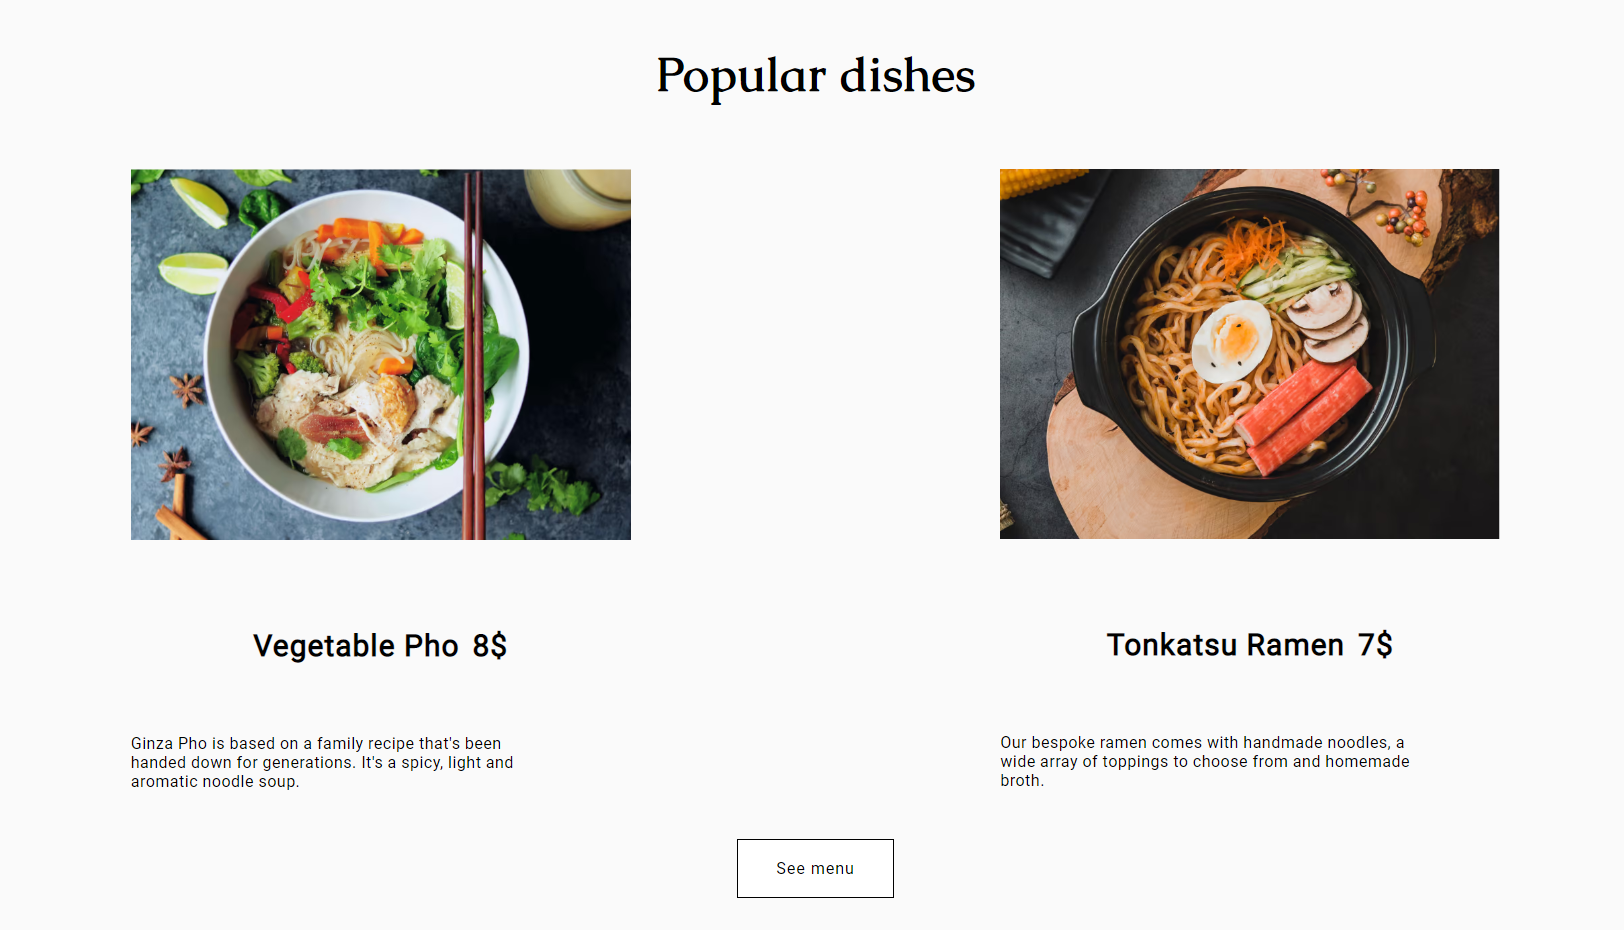 Popular dishes
Vegetable Pho 8$
Ginza Pho is based on a family recipe that's been
handed down for generations. It's a spicy, light and
aromatic noodle soup.
Tonkatsu Ramen 7$
Our bespoke ramen comes with handmade noodles, a
wide array of toppings to choose from and homemade
broth.
See menu